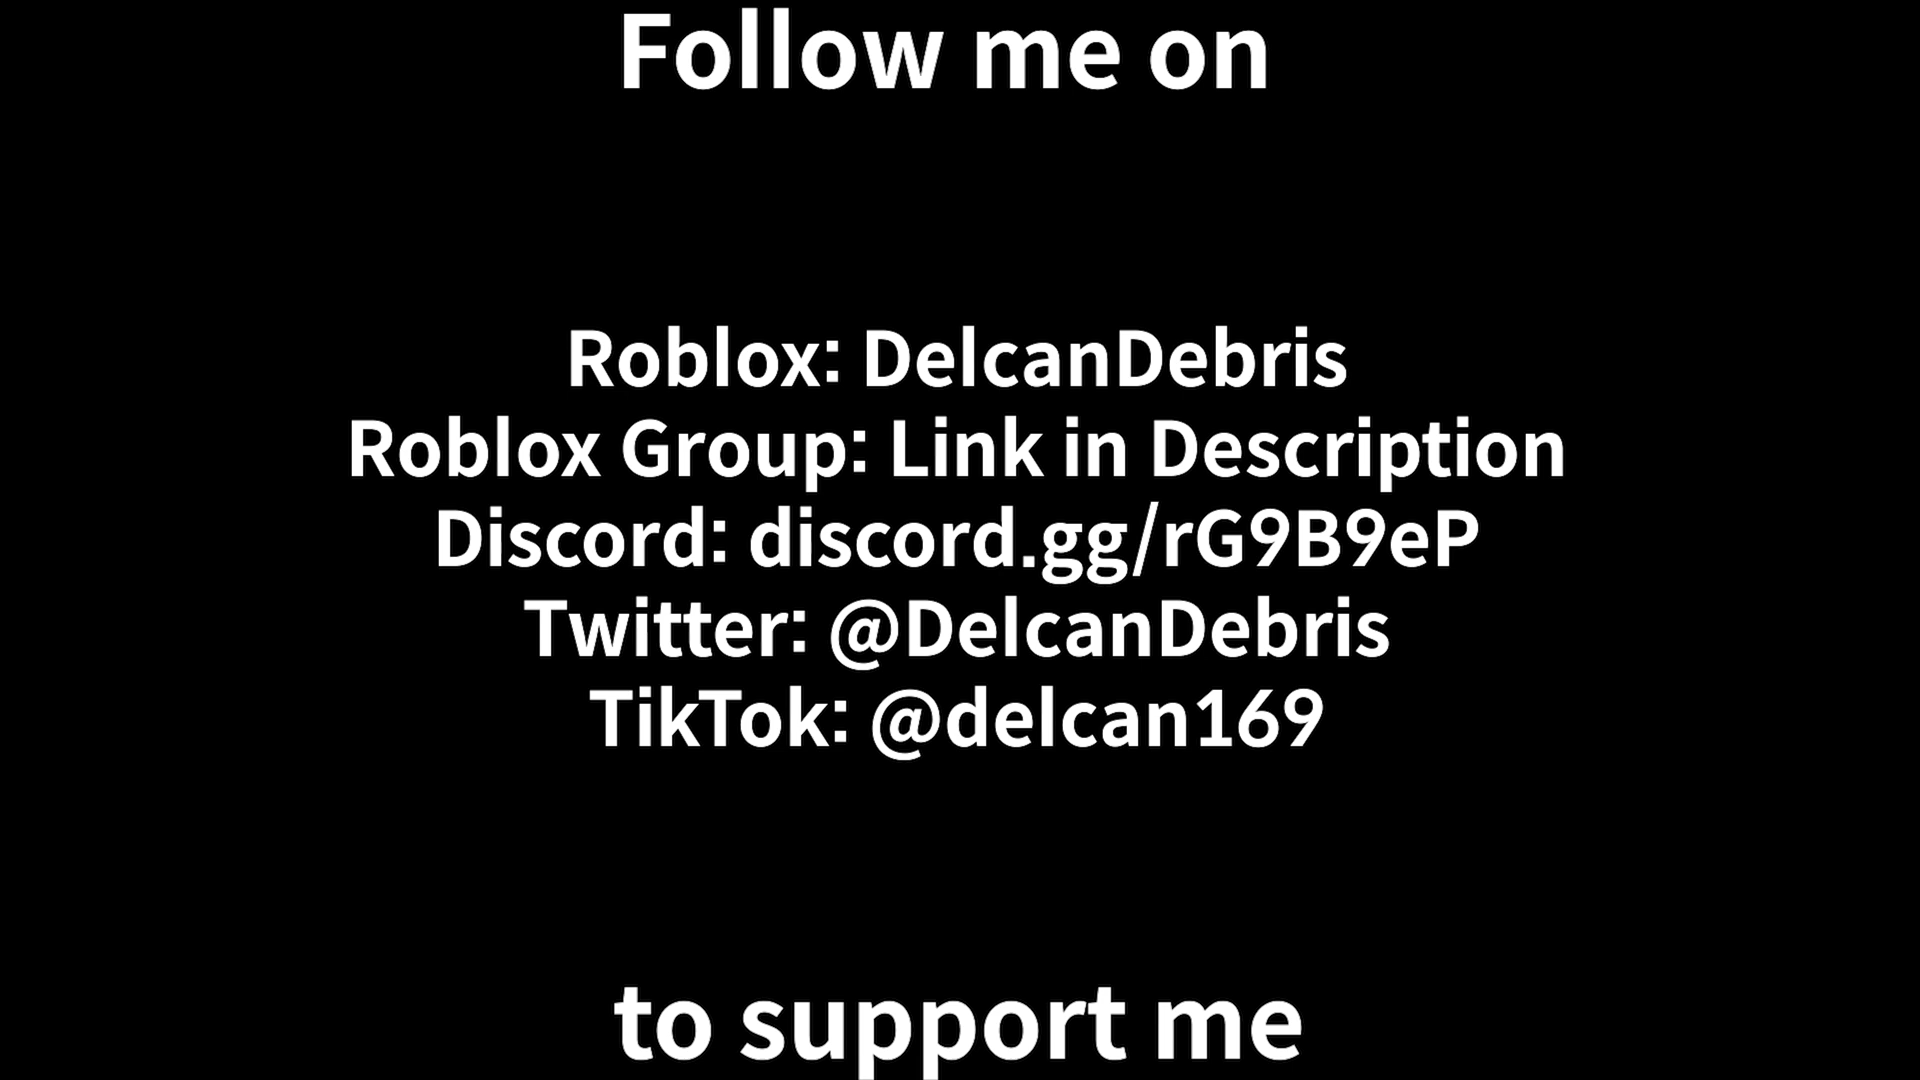 Follow me on
Roblox: DelcanDebris
Roblox Group: Link in Description
Discord: discord.gg/rG9B9eP
Twitter: @DelcanDebris
TikTok: @delcan169
to support me